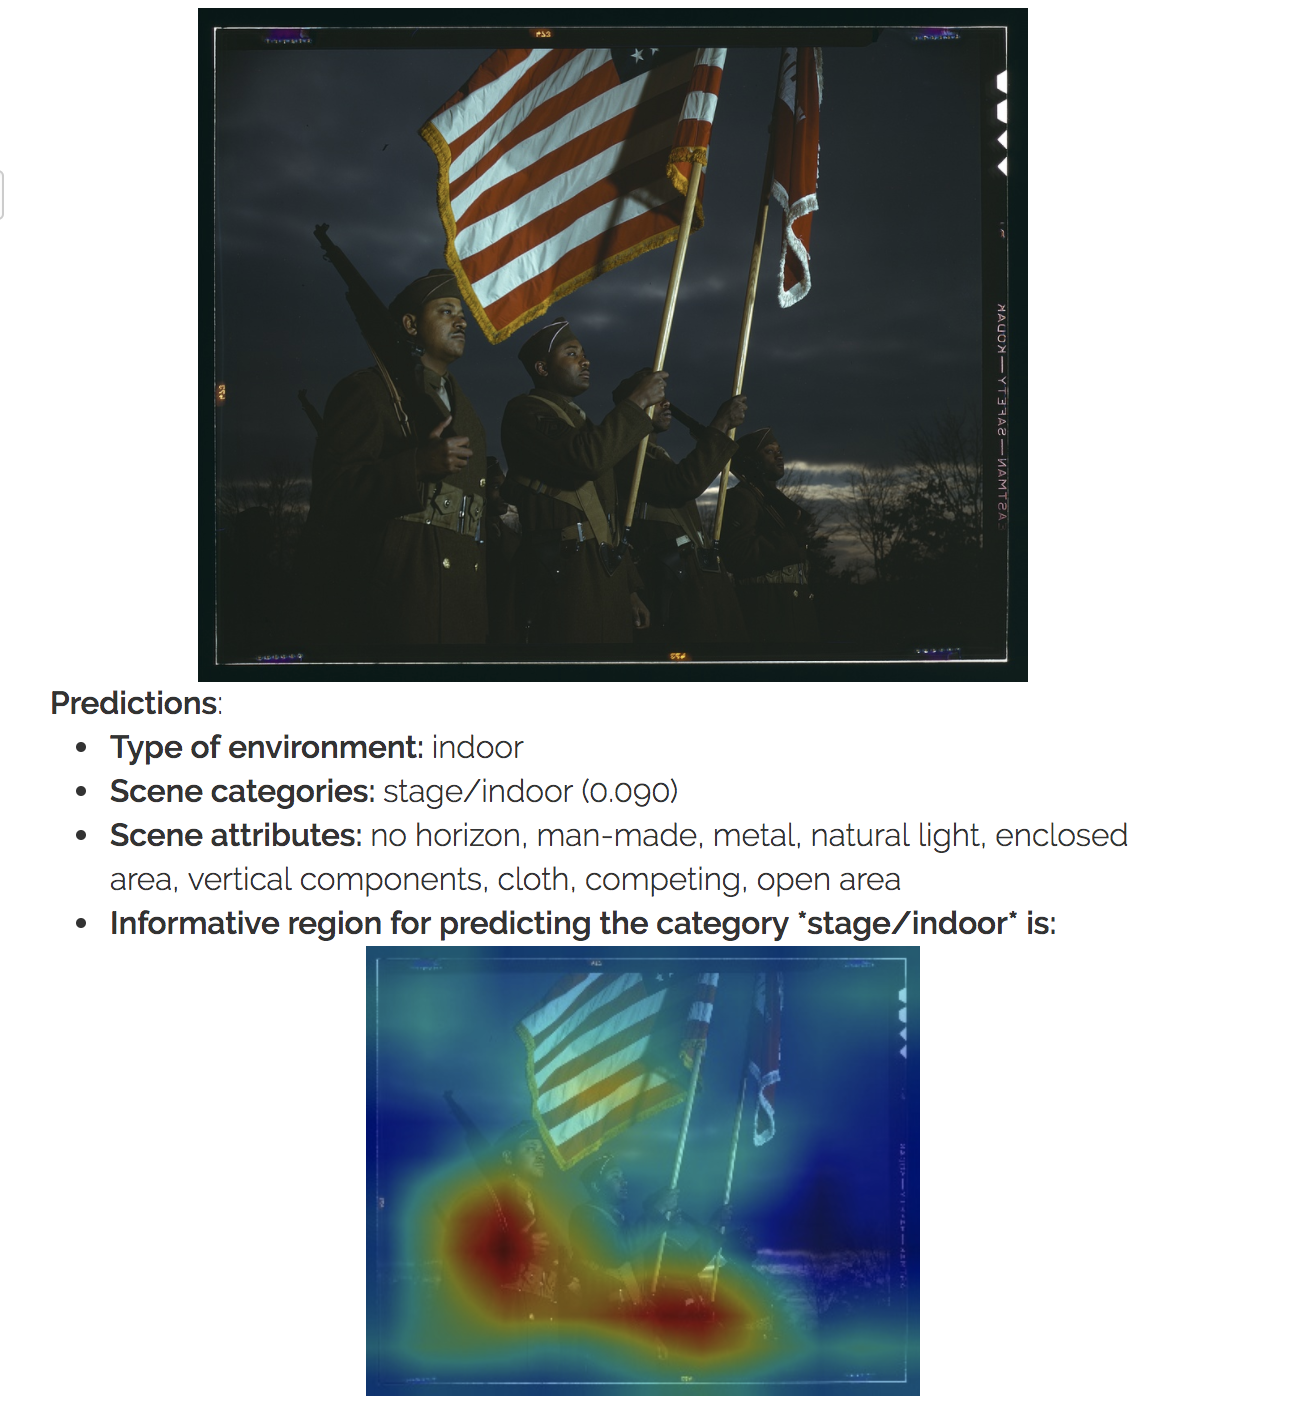 KODAK — SAFETY — EASTMAN
Predictions:
• Type of environment: indoor
• Scene categories: stage/indoor (0.090)
• Scene attributes: no horizon, man-made, metal, natural light, enclosed
area, vertical components, cloth, competing, open area
• Informative region for predicting the category *stage/indoor* is: